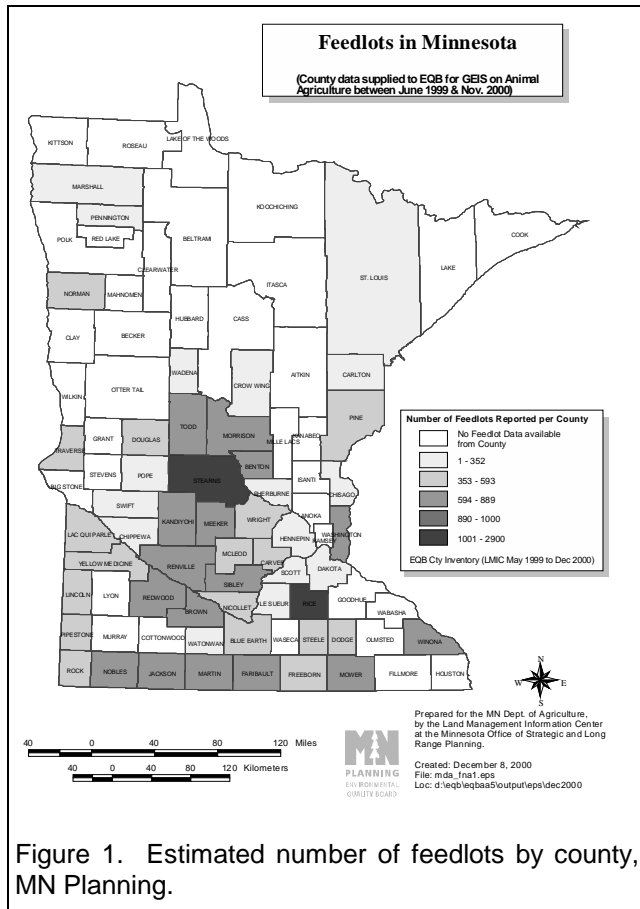 Feedlots in Minnesota
(County data supplied to EQB for GEIS on Animal
Agriculture between June 1999 & Nov. 2000)
KITTSON
ROSEAU
LAKE OF THE WOODS
MARSHALL
KOOCHICHING
PENNINGTON
COOK
POLK
RED LAKE
BELTRAMI
LAKE
ST. LOUIS
CLEARWATER
ITASCA
NORMAN
MAHNOMEN
HUBBARD
CASS
CLAY
BECKER
WADENA
AITKIN
CARLTON
CROW WING
WILKIN
OTTER TAIL
PINE
TODD
MORRISON
MILLE LACS
KANABEC
GRANT
DOUGLAS
TRAVERSE
BENTON
STEVENS
POPE
STEARNS
ISANTI
BIG STONE
SHERBURNE
CHISAGO
SWIFT
ANOKA
KANDIYOHI
MEEKER
WRIGHT
WASHINGTON
LAC QUI PARLE
CHIPPEWA
HENNEPIN
RAMSEY
MCLEOD
CARVER
YELLOW MEDICINE
RENVILLE
SCOTT
DAKOTA
SIBLEY
LINCOLN
LYON
REDWOOD
NICOLLET
LE SUEUR
RICE
GOODHUE
BROWN
WABASHA
PIPESTONE
MURRAY
COTTONWOOD
WATONWAN
BLUE EARTH
WASECA
STEELE
DODGE
OLMSTED
WINONA
ROCK
NOBLES
JACKSON
MARTIN
FARIBAULT
FREEBORN
MOWER
FILLMORE
HOUSTON
Number of Feedlots Reported per County
No Feedlot Data available
from County
1 - 352
353 - 593
594 - 889
890 - 1000
1001 - 2900
EQB Cty Inventory (LMIC May 1999 to Dec 2000)
N
W E
S
40 0 40 80 120 Miles
40 0 40 80 120 Kilometers
MN
PLANNING
ENVIRONMENTAL
QUALITY BOARD
Prepared for the MN Dept. of Agriculture,
by the Land Management Information Center
at the Minnesota Office of Strategic and Long
Range Planning.
Created: December 8, 2000
File: mda_fna1.eps
Loc: d:\eqb\eqbaa5\output\eps\dec2000
Figure 1. Estimated number of feedlots by county,
MN Planning.